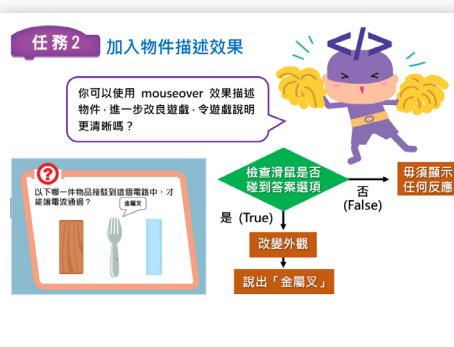 任務2 加入物件描述效果
</>
你可以使用 mouseover 效果描述
物件，進一步改良遊戲，令遊戲說明
更清晰嗎？
?
以下哪一件物品接駁到這個電路中，才
能讓電流通過？
金屬叉
檢查滑鼠是否
碰到答案選項
否
(False)
毋須顯示
任何反應
是 (True)
改變外觀
說出「金屬叉」